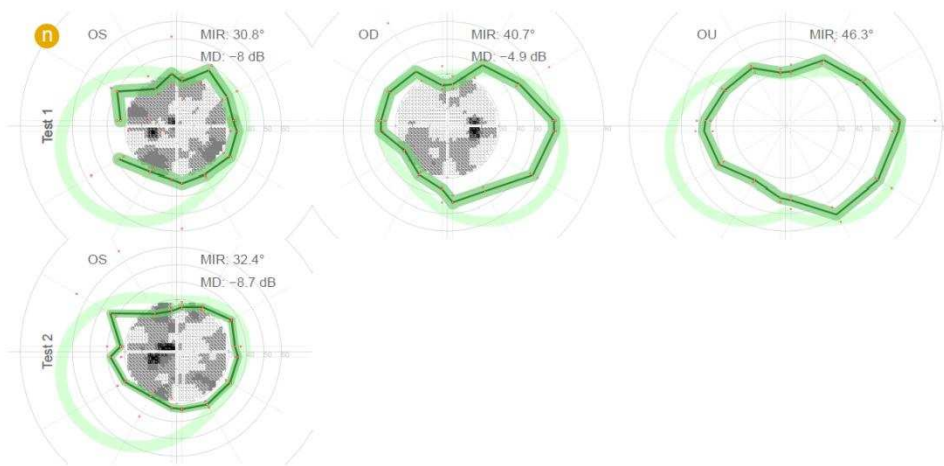 n
OS
MIR: 30.8°
MD: −8 dB
OD
MIR: 40.7°
MD: −4.9 dB
OU
MIR: 46.3°
Test 1
OS
MIR: 32.4°
MD: −8.7 dB
Test 2